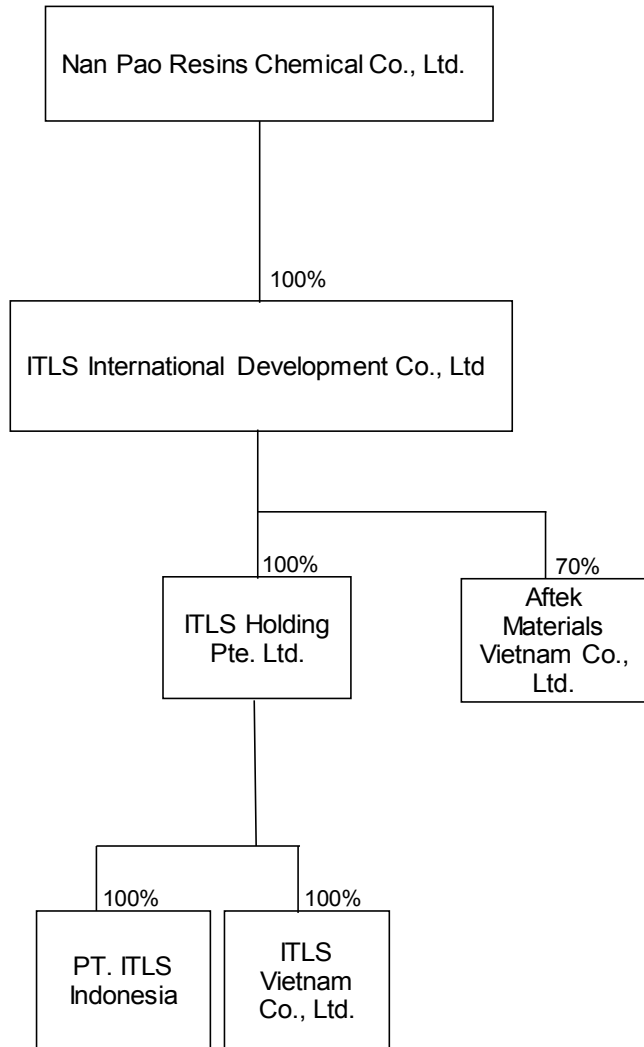 Nan Pao Resins Chemical Co., Ltd.
100%
ITLS International Development Co., Ltd
100%
ITLS Holding
Pte. Ltd.
70%
Aftek
Materials
Vietnam Co.,
Ltd.
100%
PT. ITLS
Indonesia
100%
ITLS
Vietnam
Co., Ltd.